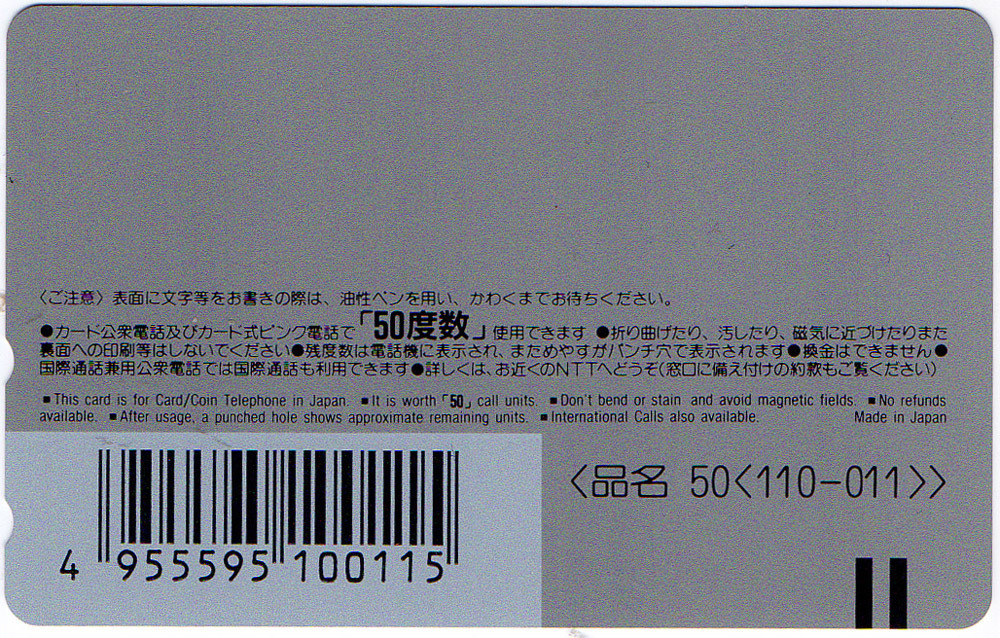 〈ご注意〉表面に文字等をお書きの際は、油性ペンを用い、かわくまでお待ちください。
●カード公衆電話及びカード式ピンク電話で「50度数」使用できます ●折り曲げたり、汚したり、磁気に近づけたりまた
裏面への印刷等はしないでください●残度数は電話機に表示され、まためやすがパンチ穴で表示されます●換金はできません●
国際通話兼用公衆電話では国際通話も利用できます●詳しくは、お近くのNTTへどうぞ(窓口に備え付けの約款もご覧ください)
■This card is for Card/Coin Telephone in Japan. ■It is worth「50」call units. ■Don't bend or stain and avoid magnetic fields. ■No refunds
available. ■After usage, a punched hole shows approximate remaining units. ■International Calls also available. Made in Japan
〈品名 50〈110-011〉〉
4 955595 100115